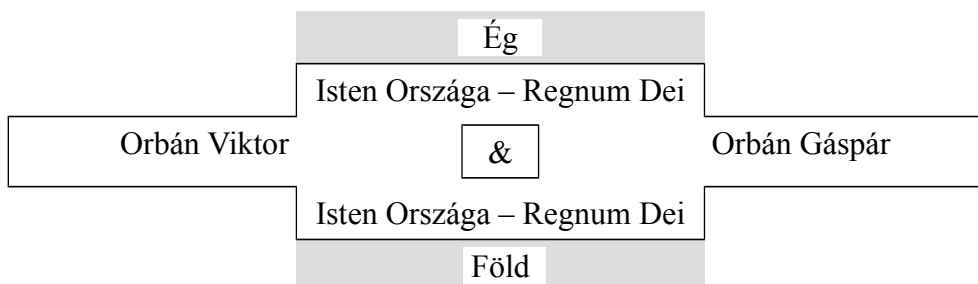 Ég
Isten Országa – Regnum Dei
Orbán Viktor & Orbán Gáspár
Isten Országa – Regnum Dei
Föld